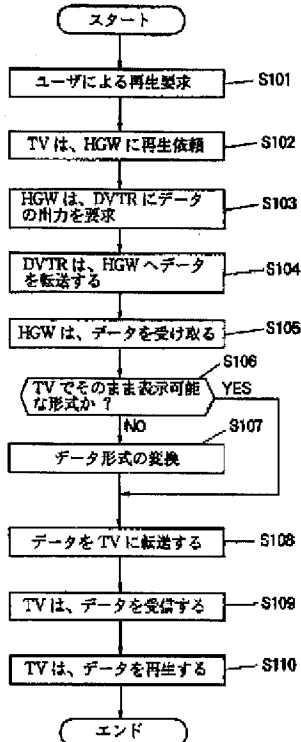 スタート
ユーザによる再生要求
S101
TVは、HGWに再生依頼
S102
HGWは、DVTRにデータ
の出力を要求
S103
DVTRは、HGWへデータ
を転送する
S104
HGWは、データを受け取る
S105
S106
TVでそのまま表示可能
な形式か?
YES
NO
S107
データ形式の変換
データをTVに転送する
S108
TVは、データを受信する
S109
TVは、データを再生する
S110
エンド